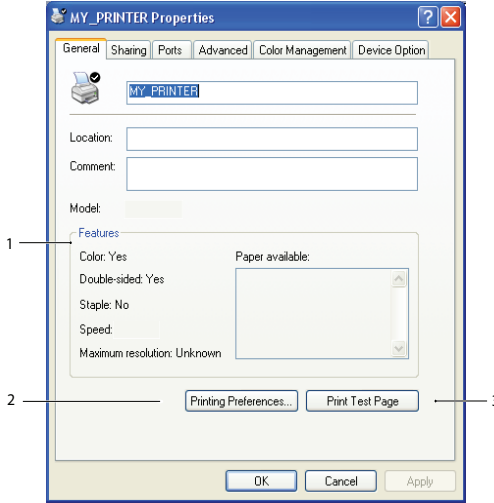 MY_PRINTER Properties
General Sharing Ports Advanced Color Management Device Option
MY_PRINTER
Location:
Comment:
Model:
1
Features
Color: Yes
Paper available:
Double-sided: Yes
Staple: No
Speed:
Maximum resolution: Unknown
2
Printing Preferences...
Print Test Page
3
OK
Cancel
Apply